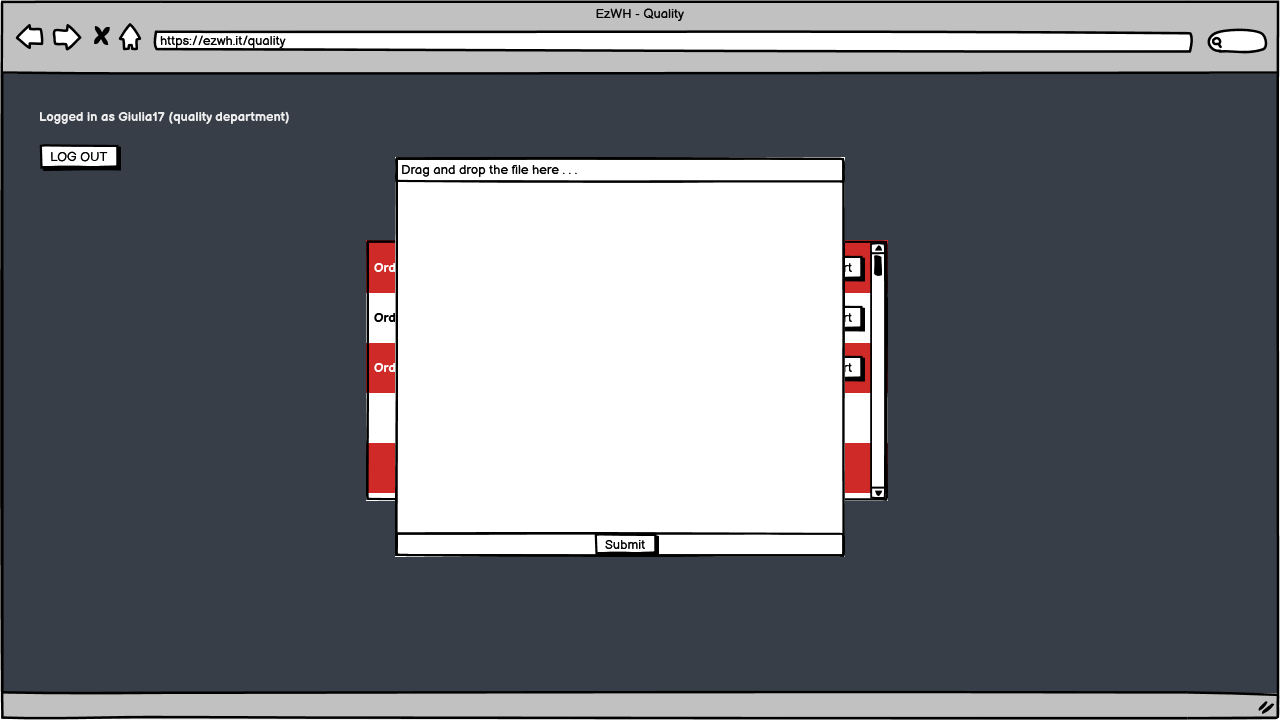 EzWH - Quality
https://ezwh.it/quality
Logged in as Giulia17 (quality department)
LOG OUT
Drag and drop the file here . . .
Ord
rt
Ord
rt
Ord
rt
Submit